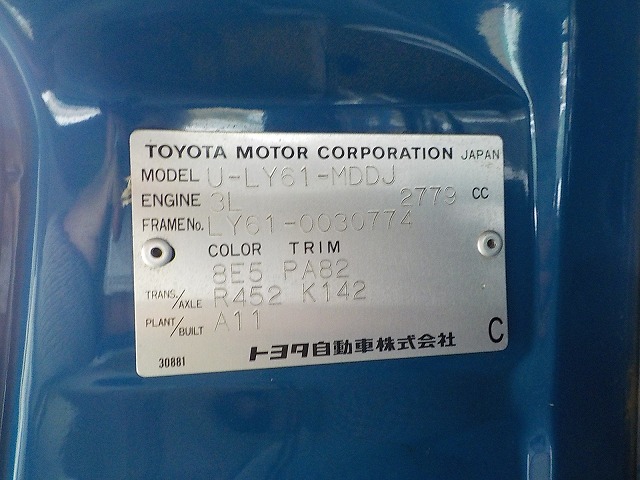 TOYOTA MOTOR CORPORATION JAPAN
MODEL U-LY61-MDDJ
ENGINE 3L 2779 CC
FRAME No. LY61-0030774
COLOR TRIM
8E5 PA82
TRANS./AXLE R452 K142
PLANT/BUILT A11
トヨタ自動車株式会社 C
30881